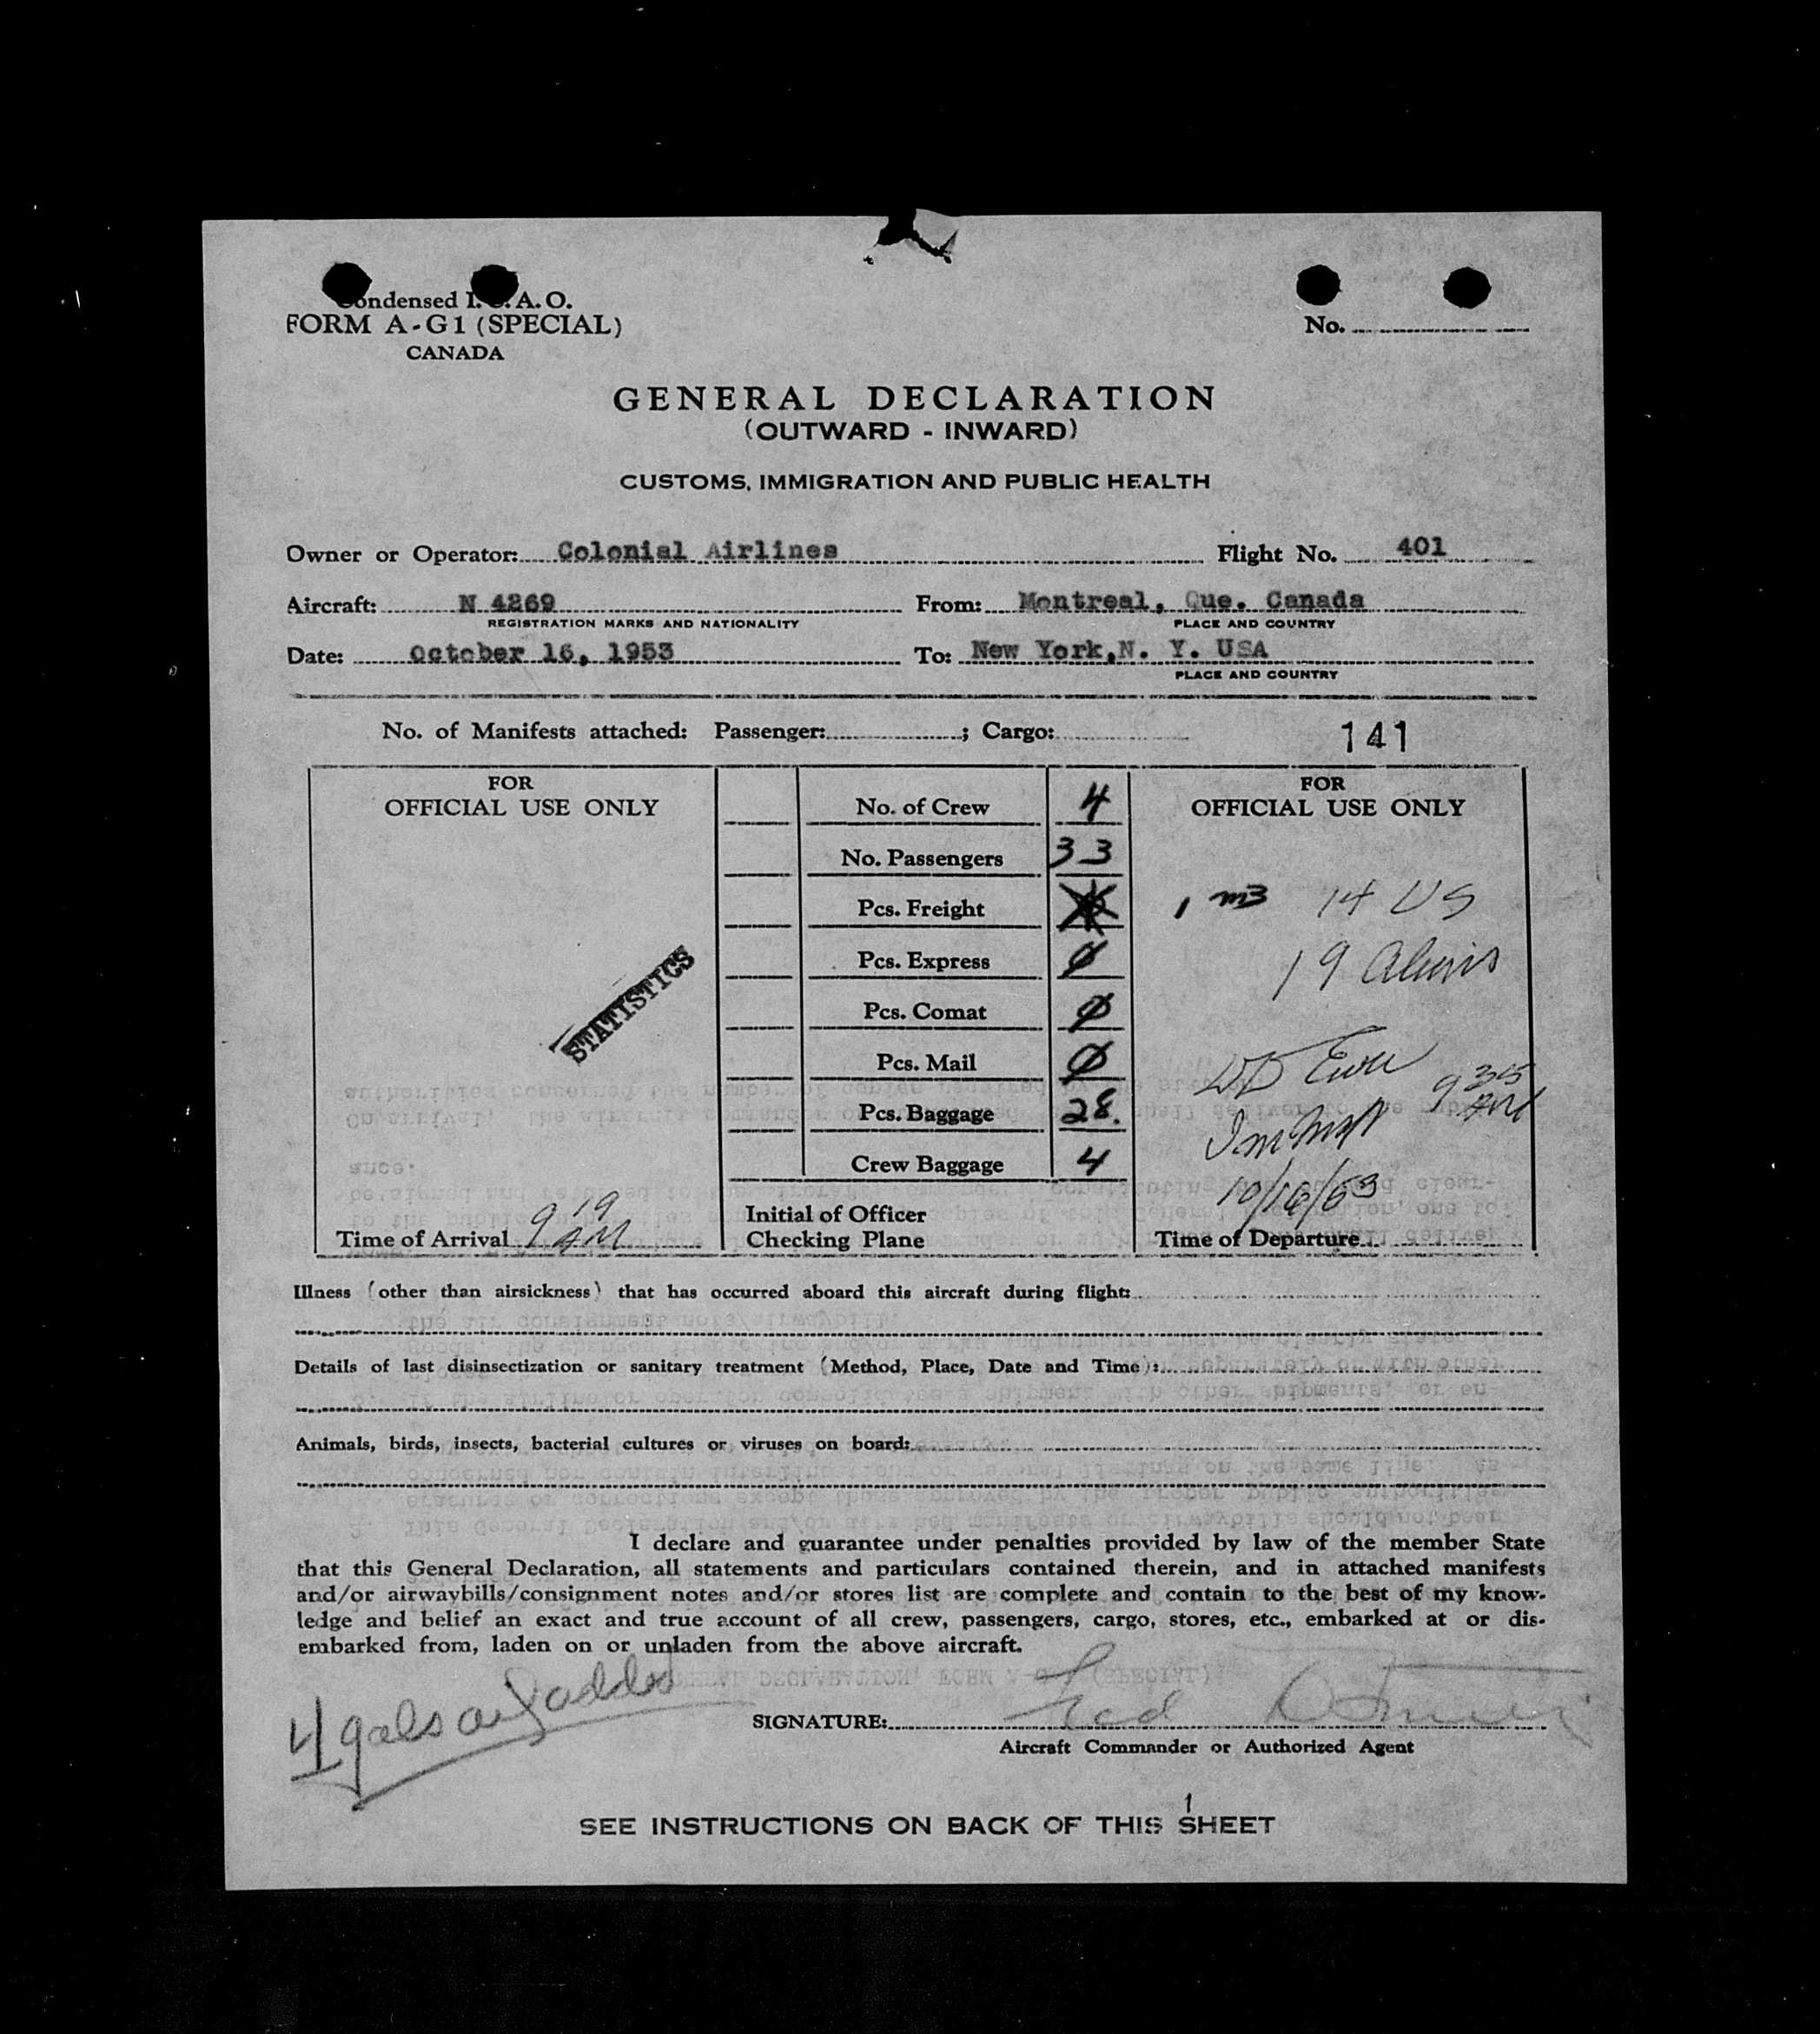 Condensed I.C.A.O.
FORM A-G1 (SPECIAL)
CANADA
No.
GENERAL DECLARATION
(OUTWARD - INWARD)
CUSTOMS, IMMIGRATION AND PUBLIC HEALTH
Owner or Operator: Colonial Airlines Flight No. 401
Aircraft: N 4269 From: Montreal, Que. Canada
REGISTRATION MARKS AND NATIONALITY PLACE AND COUNTRY
Date: October 16, 1953 To: New York,N. Y. USA
PLACE AND COUNTRY
No. of Manifests attached: Passenger: ; Cargo: 141
FOR
OFFICIAL USE ONLY
STATISTICS
Time of Arrival 9 19 AM
No. of Crew 4
No. Passengers 33
Pcs. Freight
Pcs. Express 0
Pcs. Comat 0
Pcs. Mail 0
Pcs. Baggage 28.
Crew Baggage 4
Initial of Officer
Checking Plane
FOR
OFFICIAL USE ONLY
14 US
19 Aliens
9 35 AM
10/16/53
Time of Departure
Illness (other than airsickness) that has occurred aboard this aircraft during flight:
Details of last disinsectization or sanitary treatment (Method, Place, Date and Time):
Animals, birds, insects, bacterial cultures or viruses on board:
I declare and guarantee under penalties provided by law of the member State
that this General Declaration, all statements and particulars contained therein, and in attached manifests
and/or airwaybills/consignment notes and/or stores list are complete and contain to the best of my know-
ledge and belief an exact and true account of all crew, passengers, cargo, stores, etc., embarked at or dis-
embarked from, laden on or unladen from the above aircraft.
4 gals added
SIGNATURE:
Aircraft Commander or Authorized Agent
SEE INSTRUCTIONS ON BACK OF THIS SHEET